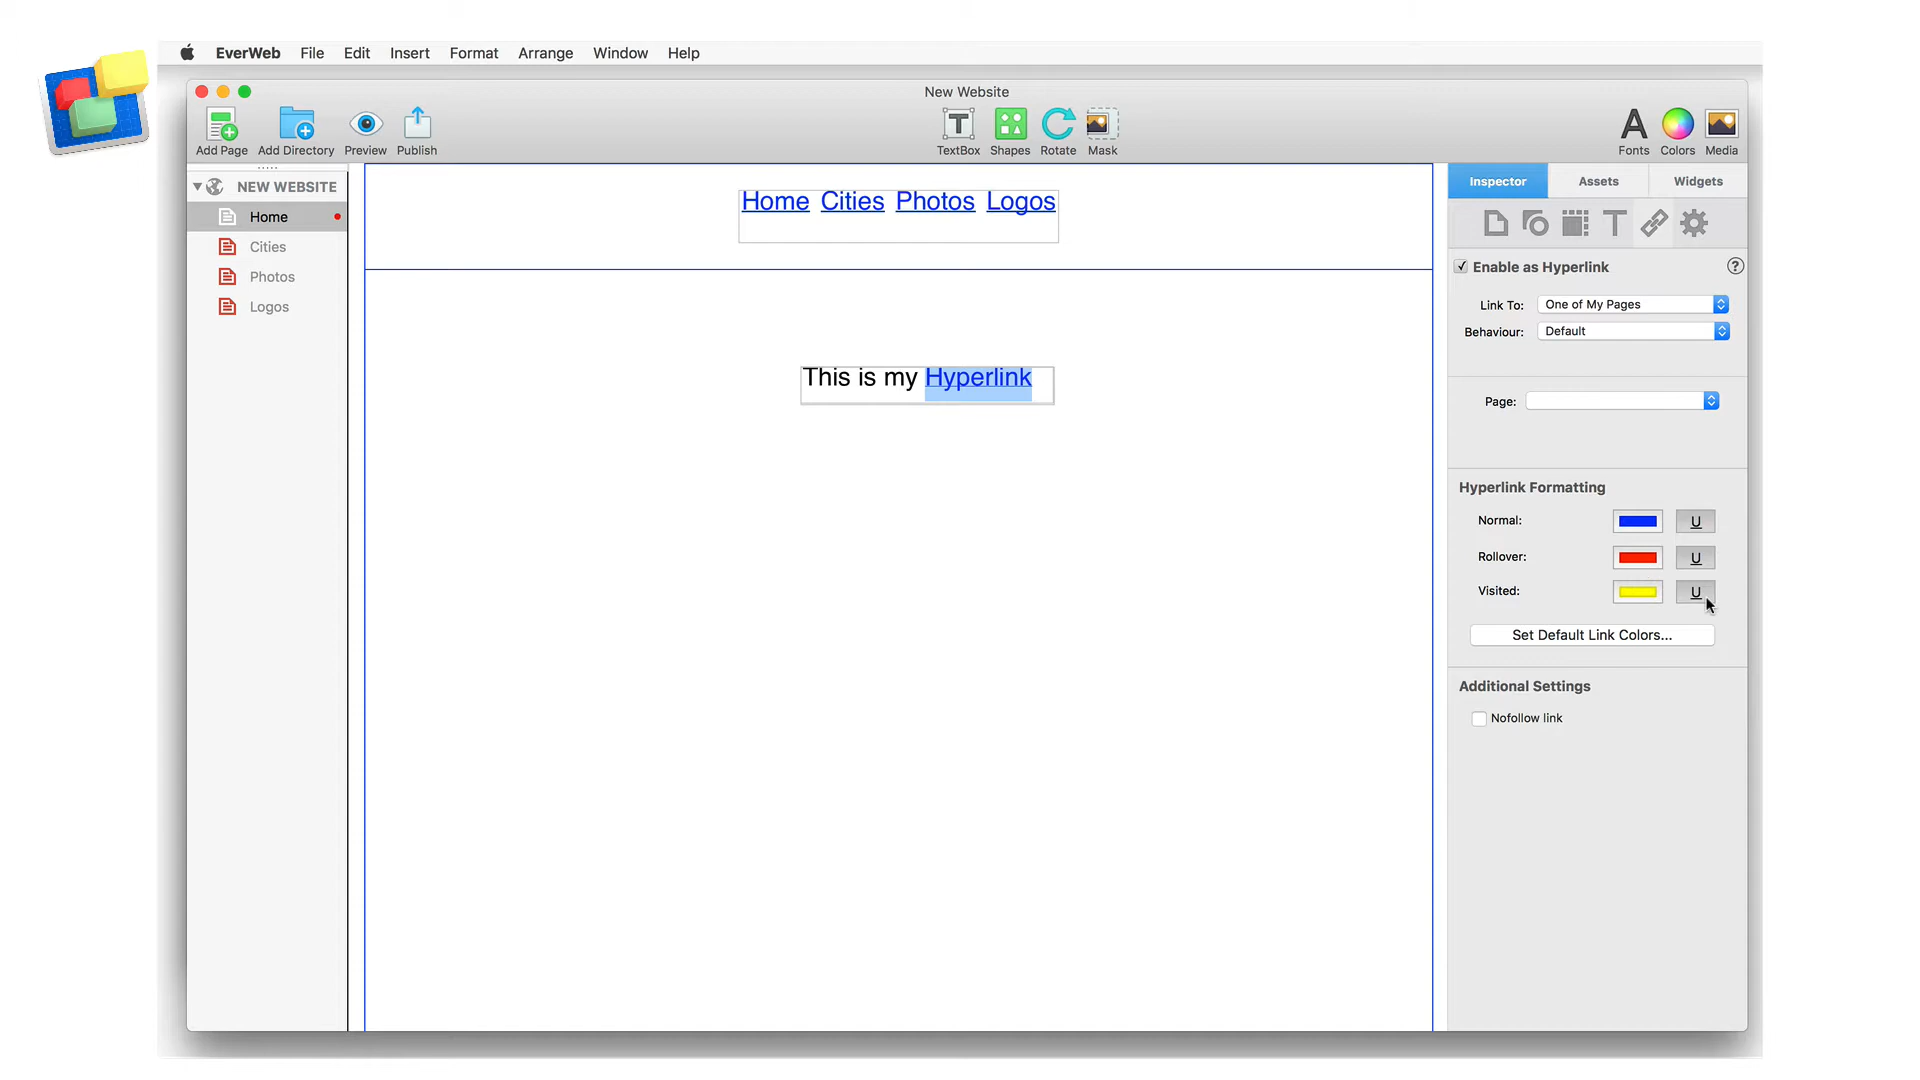 EverWeb File Edit Insert Format Arrange Window Help
New Website
Add Page Add Directory Preview Publish
T
TextBox Shapes Rotate Mask
A
Fonts Colors Media
NEW WEBSITE
Home
Cities
Photos
Logos
Home Cities Photos Logos
This is my Hyperlink
Inspector Assets Widgets
T
Enable as Hyperlink ?
Link To: One of My Pages
Behaviour: Default
Page:
Hyperlink Formatting
Normal: U
Rollover: U
Visited: U
Set Default Link Colors...
Additional Settings
Nofollow link